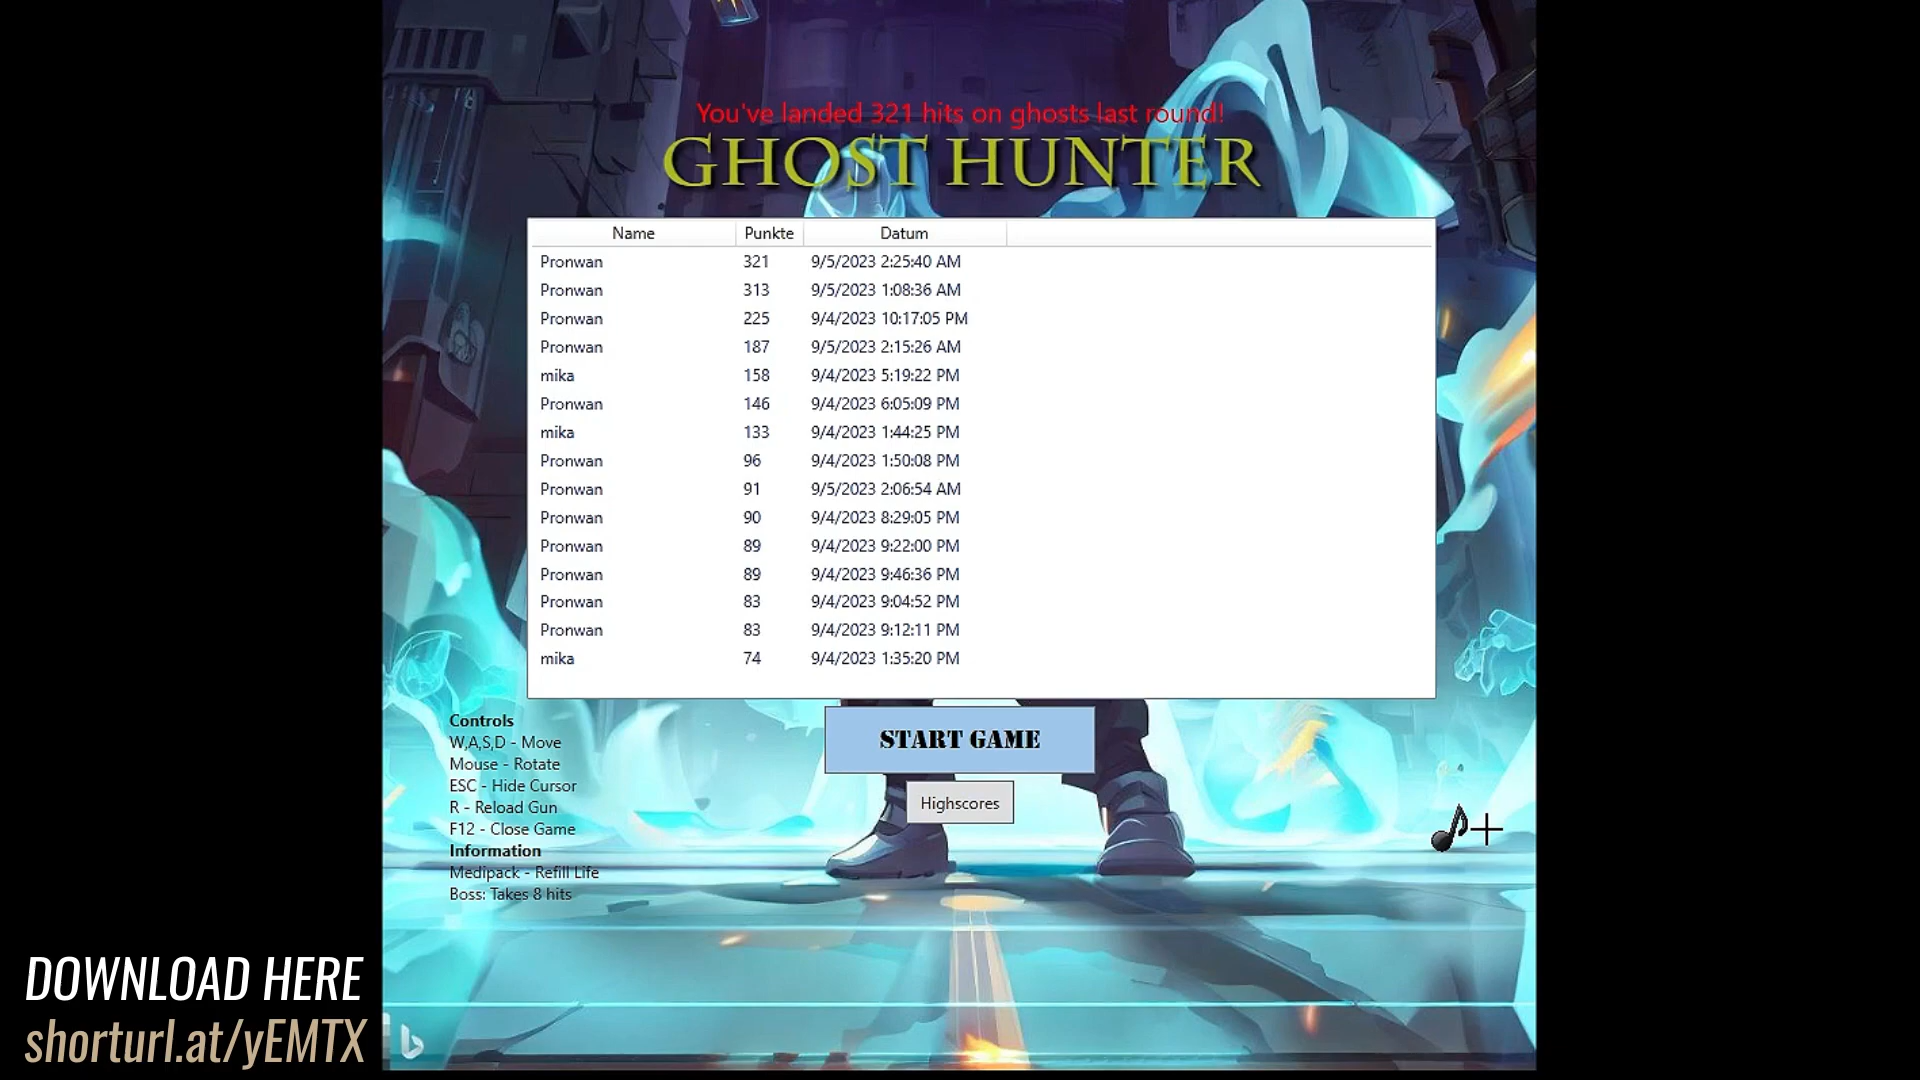 You've landed 321 hits on ghosts last round!
GHOST HUNTER
Name Punkte Datum
Pronwan 321 9/5/2023 2:25:40 AM
Pronwan 313 9/5/2023 1:08:36 AM
Pronwan 225 9/4/2023 10:17:05 PM
Pronwan 187 9/5/2023 2:15:26 AM
mika 158 9/4/2023 5:19:22 PM
Pronwan 146 9/4/2023 6:05:09 PM
mika 133 9/4/2023 1:44:25 PM
Pronwan 96 9/4/2023 1:50:08 PM
Pronwan 91 9/5/2023 2:06:54 AM
Pronwan 90 9/4/2023 8:29:05 PM
Pronwan 89 9/4/2023 9:22:00 PM
Pronwan 89 9/4/2023 9:46:36 PM
Pronwan 83 9/4/2023 9:04:52 PM
Pronwan 83 9/4/2023 9:12:11 PM
mika 74 9/4/2023 1:35:20 PM
START GAME
Highscores
Controls
W,A,S,D - Move
Mouse - Rotate
ESC - Hide Cursor
R - Reload Gun
F12 - Close Game
Information
Medipack - Refill Life
Boss: Takes 8 hits
DOWNLOAD HERE
shorturl.at/yEMTX